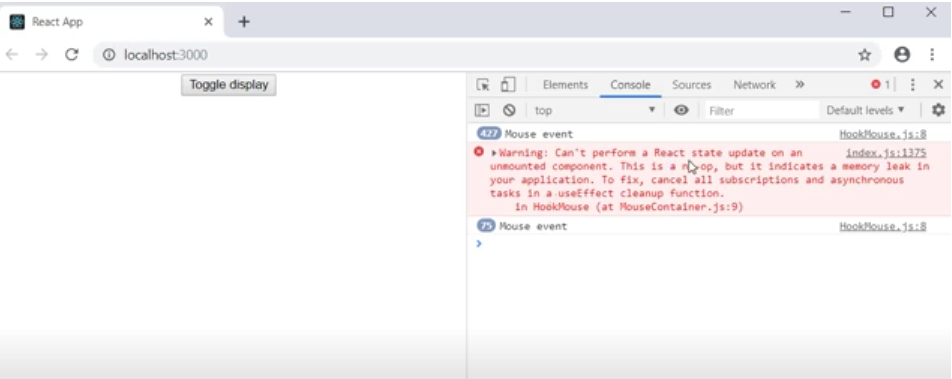 React App
localhost:3000
Toggle display
Elements Console Sources Network » 1
top Filter Default levels
427 Mouse event HookMouse.js:8
Warning: Can't perform a React state update on an index.js:1375
unmounted component. This is a no-op, but it indicates a memory leak in
your application. To fix, cancel all subscriptions and asynchronous
tasks in a useEffect cleanup function.
in HookMouse (at MouseContainer.js:9)
75 Mouse event HookMouse.js:8